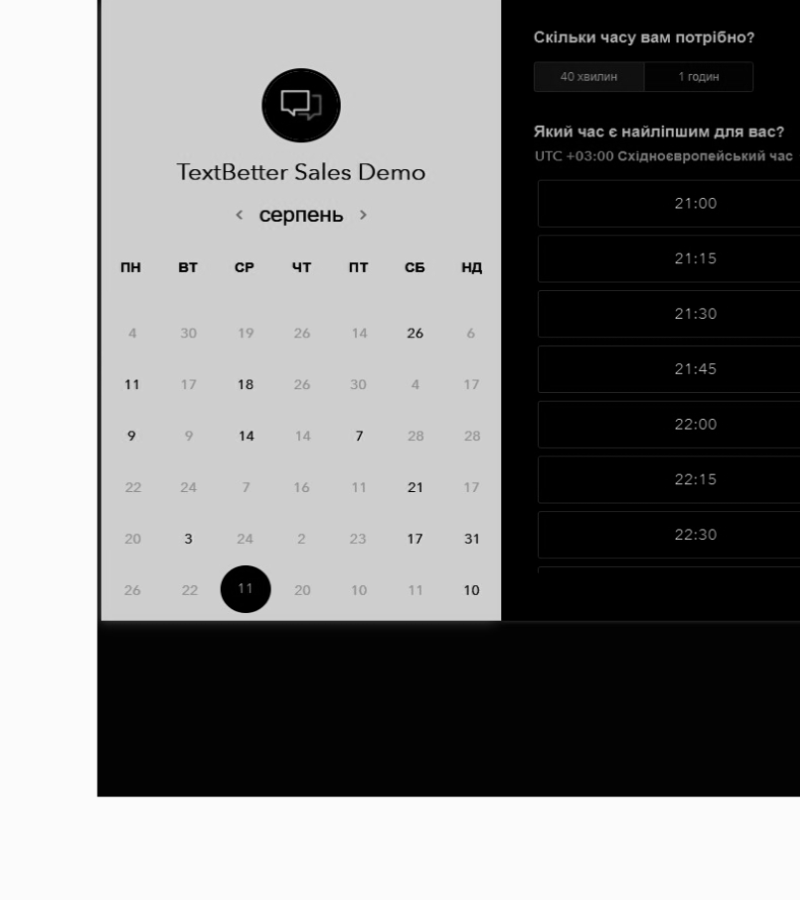 TextBetter Sales Demo
< серпень >
ПН ВТ СР ЧТ ПТ СБ НД
4 30 19 26 14 26 6
11 17 18 26 30 4 17
9 9 14 14 7 28 28
22 24 7 16 11 21 17
20 3 24 2 23 17 31
26 22 11 20 10 11 10
Скільки часу вам потрібно?
40 хвилин 1 годин
Який час є найліпшим для вас?
UTC +03:00 Східноєвропейський час
21:00
21:15
21:30
21:45
22:00
22:15
22:30